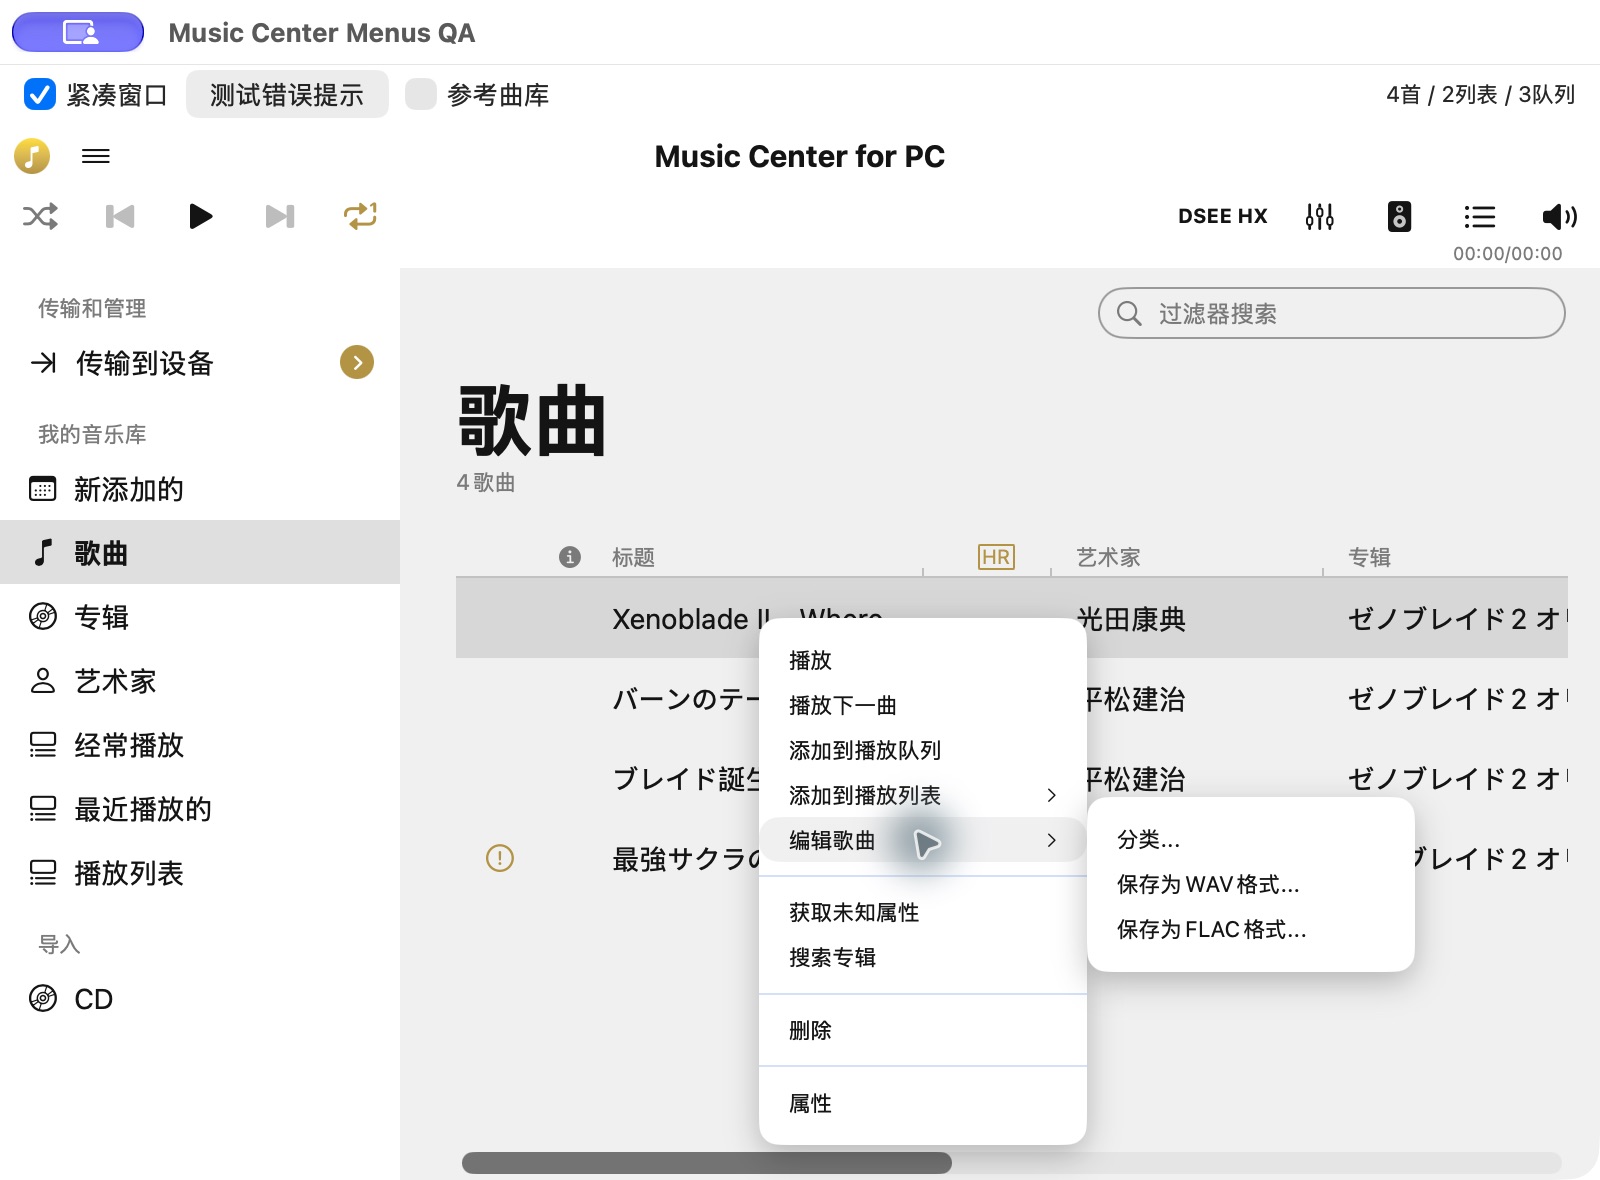 Music Center Menus QA
紧凑窗口 测试错误提示 参考曲库 4首 / 2列表 / 3队列
Music Center for PC
DSEE HX
00:00/00:00
传输和管理
过滤器搜索
传输到设备
歌曲
我的音乐库
4 歌曲
新添加的
歌曲
标题 HR 艺术家 专辑
专辑
Xenoblade II 光田康典 ゼノブレイド2 オ
艺术家
バーンのテー 平松建治 ゼノブレイド2 オ
经常播放
ブレイド誕生 平松建治 ゼノブレイド2 オ
最近播放的
最強サクラの ブレイド2 オ
播放列表
导入
CD
播放
播放下一曲
添加到播放队列
添加到播放列表
编辑歌曲
获取未知属性
搜索专辑
删除
属性
分类...
保存为WAV格式...
保存为FLAC格式...